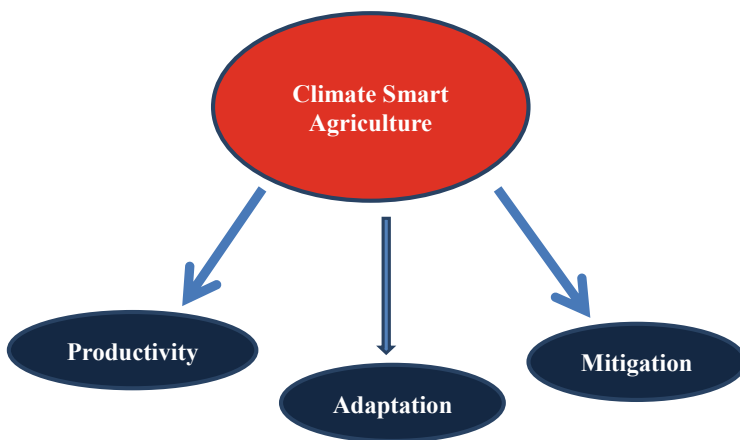 Climate Smart
Agriculture
Productivity
Adaptation
Mitigation